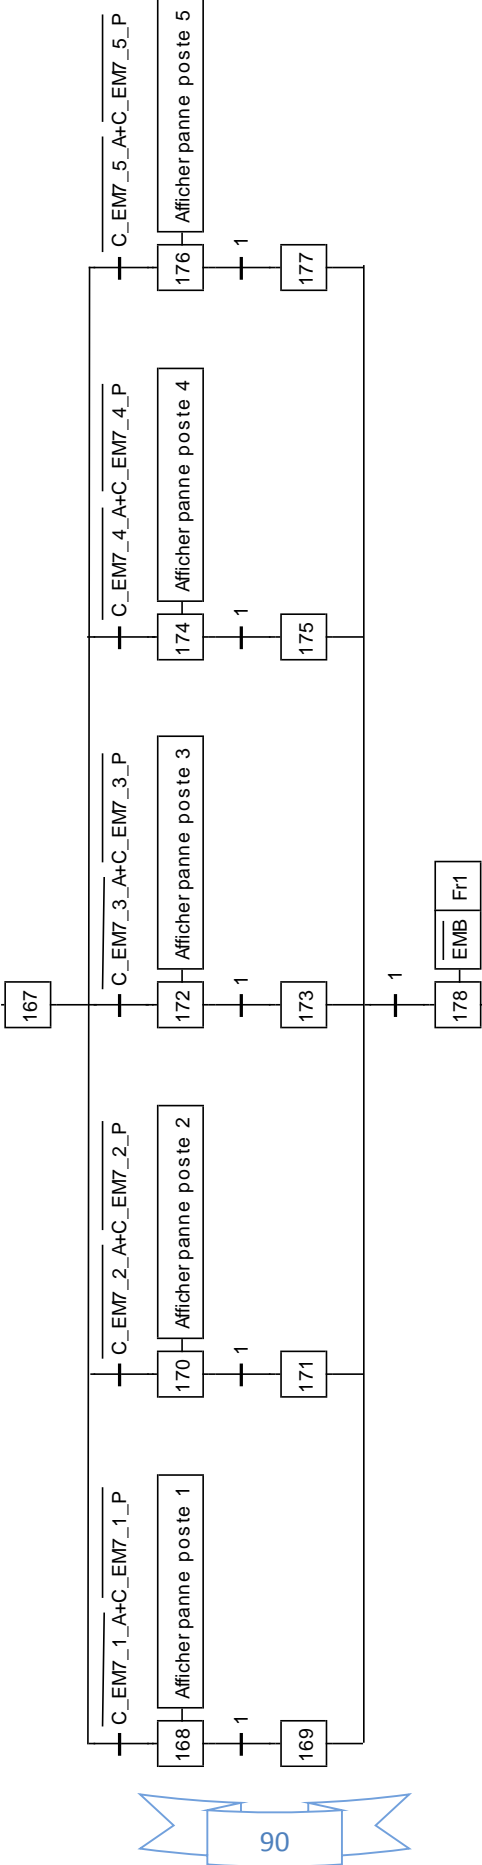 167
C_EM7_1_A+C_EM7_1_P
C_EM7_2_A+C_EM7_2_P
C_EM7_3_A+C_EM7_3_P
C_EM7_4_A+C_EM7_4_P
C_EM7_5_A+C_EM7_5_P
168 Afficher panne poste 1
170 Afficher panne poste 2
172 Afficher panne poste 3
174 Afficher panne poste 4
176 Afficher panne poste 5
1
1
1
1
1
169
171
173
175
177
1
178 EMB Fr1
90